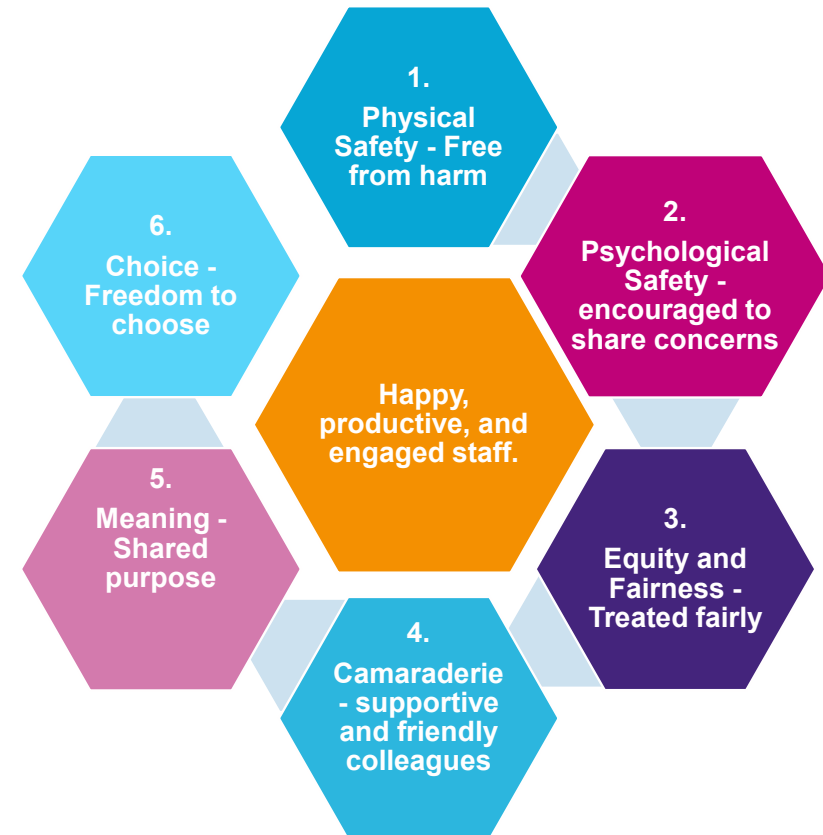 1.
Physical
Safety - Free
from harm
2.
Psychological
Safety -
encouraged to
share concerns
3.
Equity and
Fairness -
Treated fairly
4.
Camaraderie
- supportive
and friendly
colleagues
5.
Meaning -
Shared
purpose
6.
Choice -
Freedom to
choose
Happy,
productive, and
engaged staff.